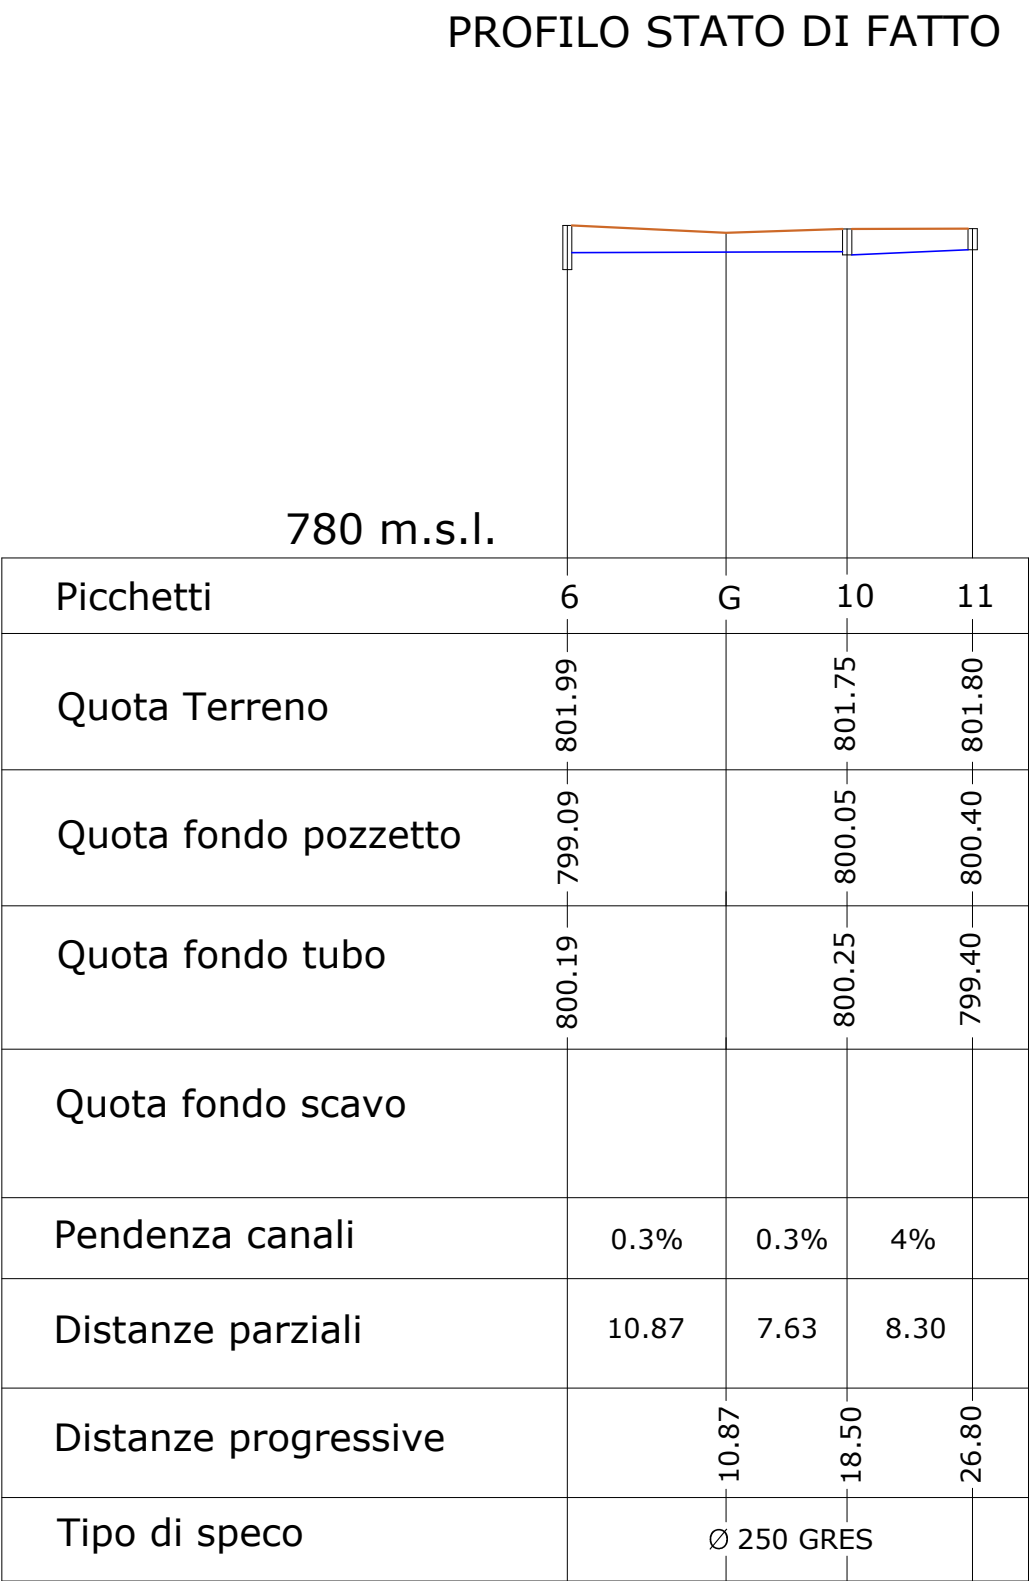 PROFILO STATO DI FATTO
780 m.s.l.
Picchetti 6 G 10 11
Quota Terreno 801.99 801.75 801.80
Quota fondo pozzetto 799.09 800.05 800.40
Quota fondo tubo 800.19 800.25 799.40
Quota fondo scavo
Pendenza canali 0.3% 0.3% 4%
Distanze parziali 10.87 7.63 8.30
Distanze progressive 10.87 18.50 26.80
Tipo di speco ∅ 250 GRES